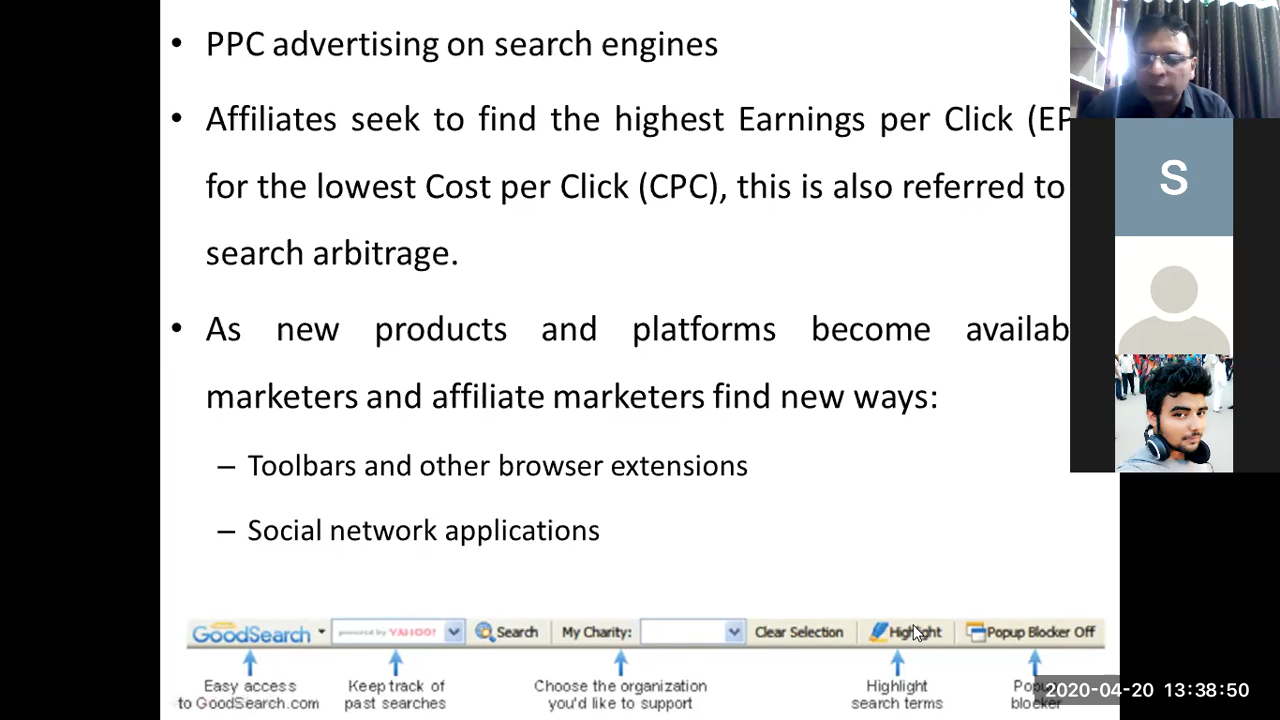 • PPC advertising on search engines
• Affiliates seek to find the highest Earnings per Click (EP
for the lowest Cost per Click (CPC), this is also referred to
search arbitrage.
• As new products and platforms become availab
marketers and affiliate marketers find new ways:
– Toolbars and other browser extensions
– Social network applications
GoodSearch powered by YAHOO! Search My Charity: Clear Selection Highlight Popup Blocker Off
Easy access
to GoodSearch.com
Keep track of
past searches
Choose the organization
you'd like to support
Highlight
search terms
blocker
S
2020-04-20 13:38:50